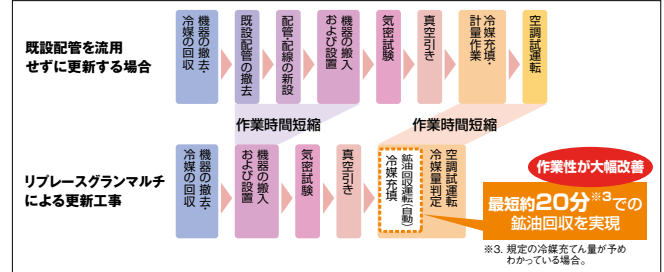 既設配管を流用
せずに更新する場合
機器の撤去・
冷媒の回収
既設配管の撤去
配管・配線の新設
機器の搬入
および設置
気密試験
真空引き
冷媒充填・
計量作業
空調試運転
作業時間短縮
作業時間短縮
リプレースグランマルチ
による更新工事
機器の撤去・
冷媒の回収
機器の搬入
および設置
気密試験
真空引き
鉱油回収運転(自動)
冷媒充填
空調試運転
冷媒量判定
作業性が大幅改善
最短約20分※3での
鉱油回収を実現
※3. 規定の冷媒充てん量が予め
わかっている場合。